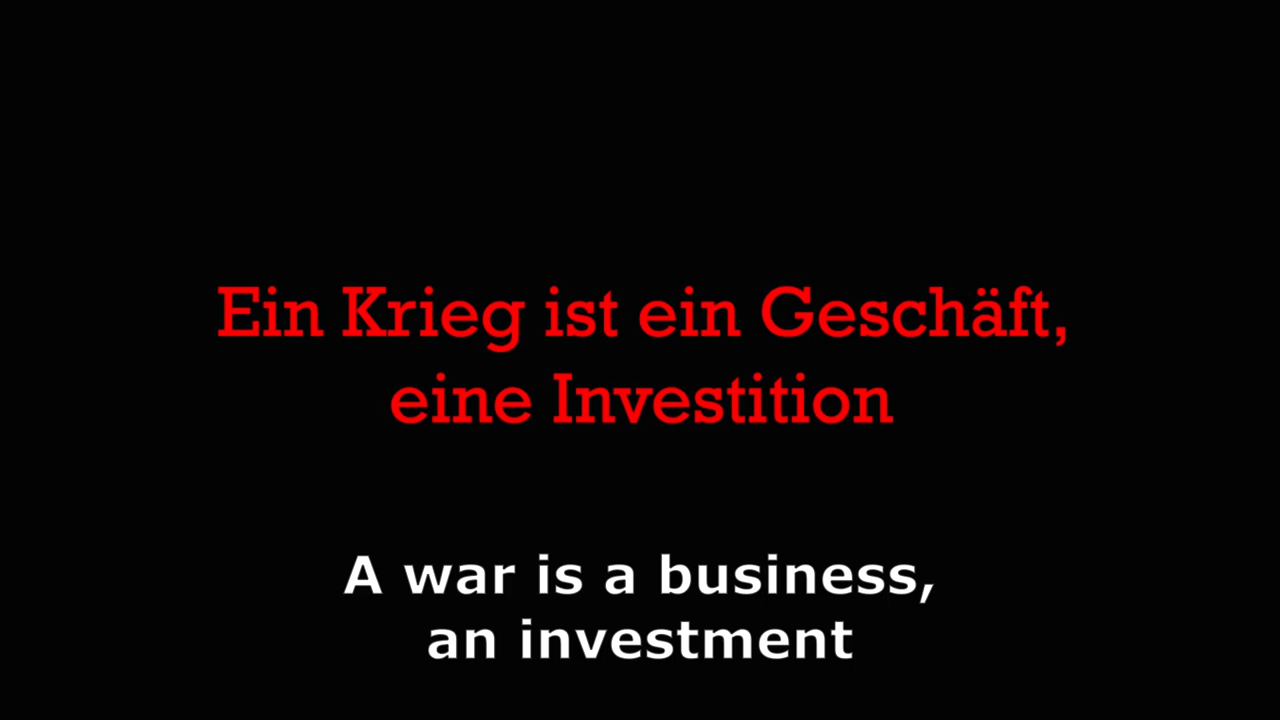 Ein Krieg ist ein Geschäft,
eine Investition
A war is a business,
an investment